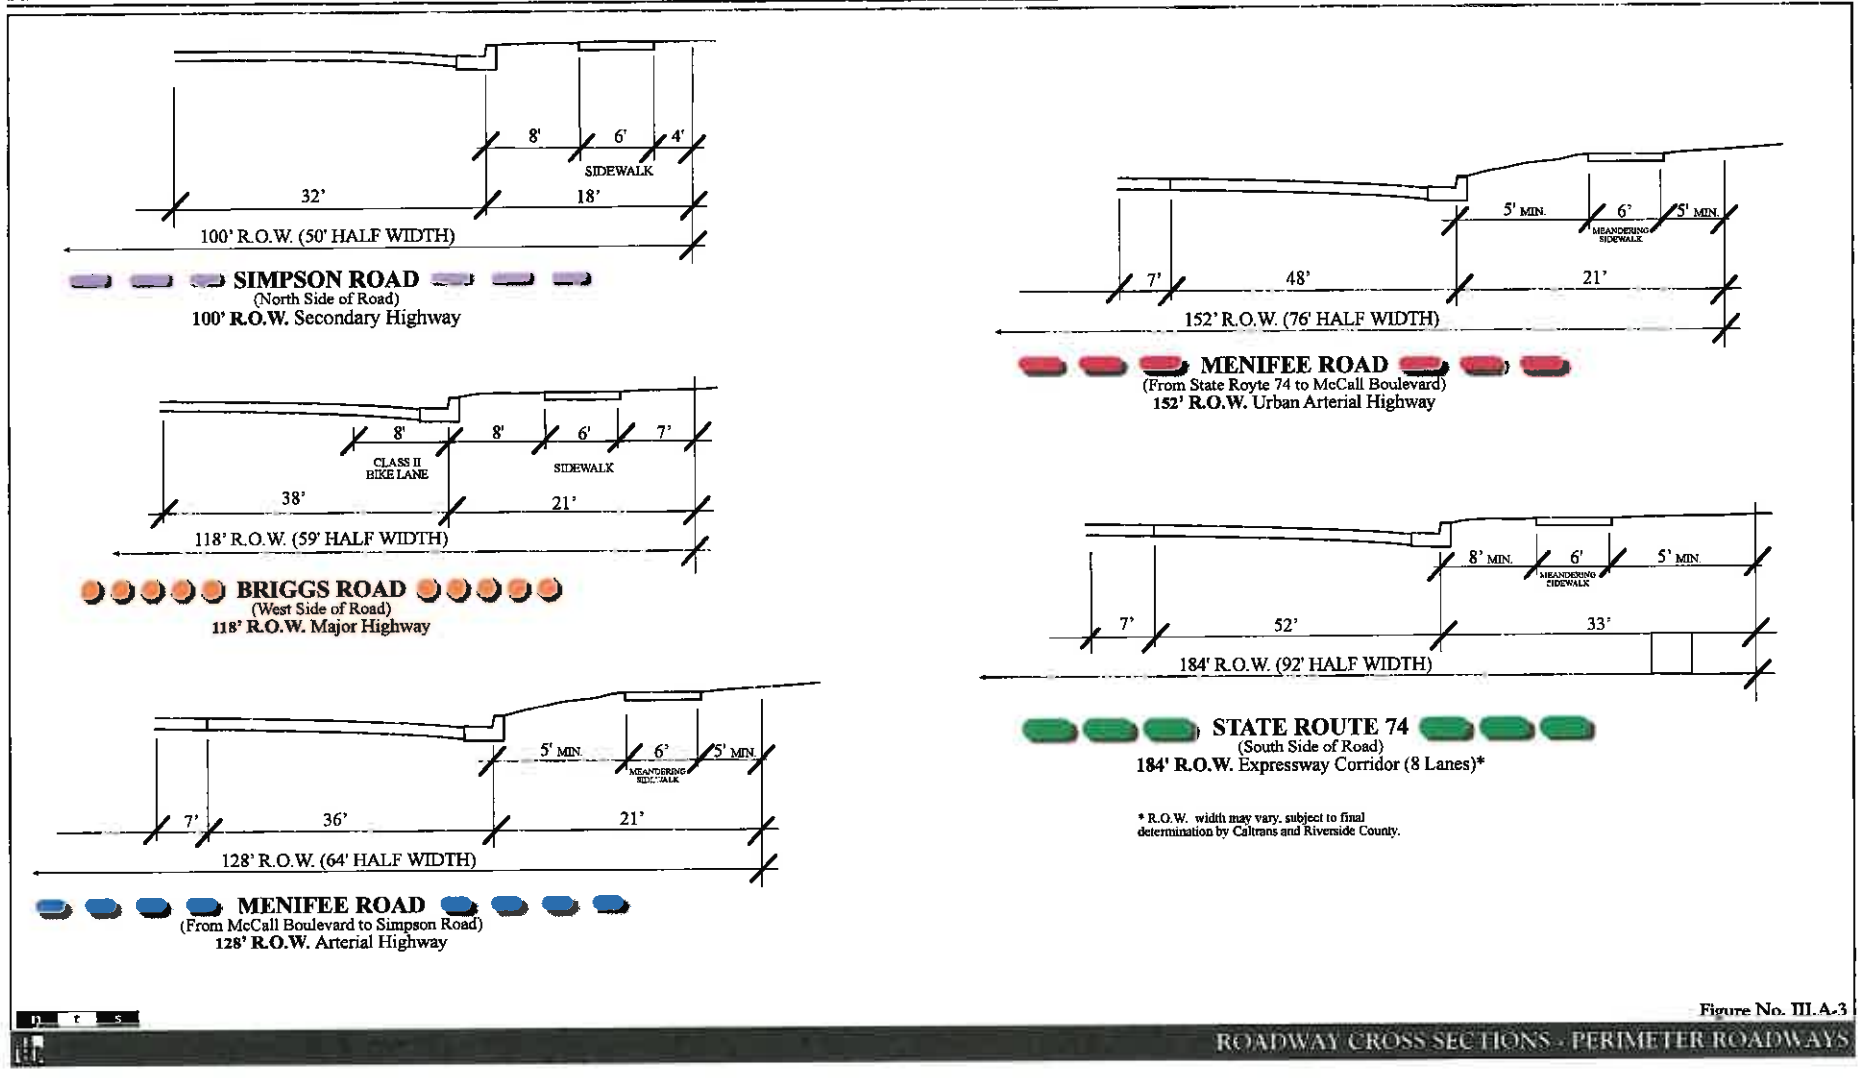 8' 6' 4'
SIDEWALK
32' 18'
100' R.O.W. (50' HALF WIDTH)
SIMPSON ROAD
(North Side of Road)
100' R.O.W. Secondary Highway
8' 8' 6' 7'
CLASS II
BIKE LANE
SIDEWALK
38' 21'
118' R.O.W. (59' HALF WIDTH)
BRIGGS ROAD
(West Side of Road)
118' R.O.W. Major Highway
5' MIN. 6' 5' MIN.
MEANDERING
SIDEWALK
7' 36' 21'
128' R.O.W. (64' HALF WIDTH)
MENIFEE ROAD
(From McCall Boulevard to Simpson Road)
128' R.O.W. Arterial Highway
5' MIN. 6' 5' MIN.
MEANDERING
SIDEWALK
7' 48' 21'
152' R.O.W. (76' HALF WIDTH)
MENIFEE ROAD
(From State Royte 74 to McCall Boulevard)
152' R.O.W. Urban Arterial Highway
8' MIN. 6' 5' MIN.
MEANDERING
SIDEWALK
7' 52' 33'
184' R.O.W. (92' HALF WIDTH)
STATE ROUTE 74
(South Side of Road)
184' R.O.W. Expressway Corridor (8 Lanes)*
* R.O.W. width may vary, subject to final
determination by Caltrans and Riverside County.
n t s
Figure No. III.A-3
ROADWAY CROSS SECTIONS - PERIMETER ROADWAYS